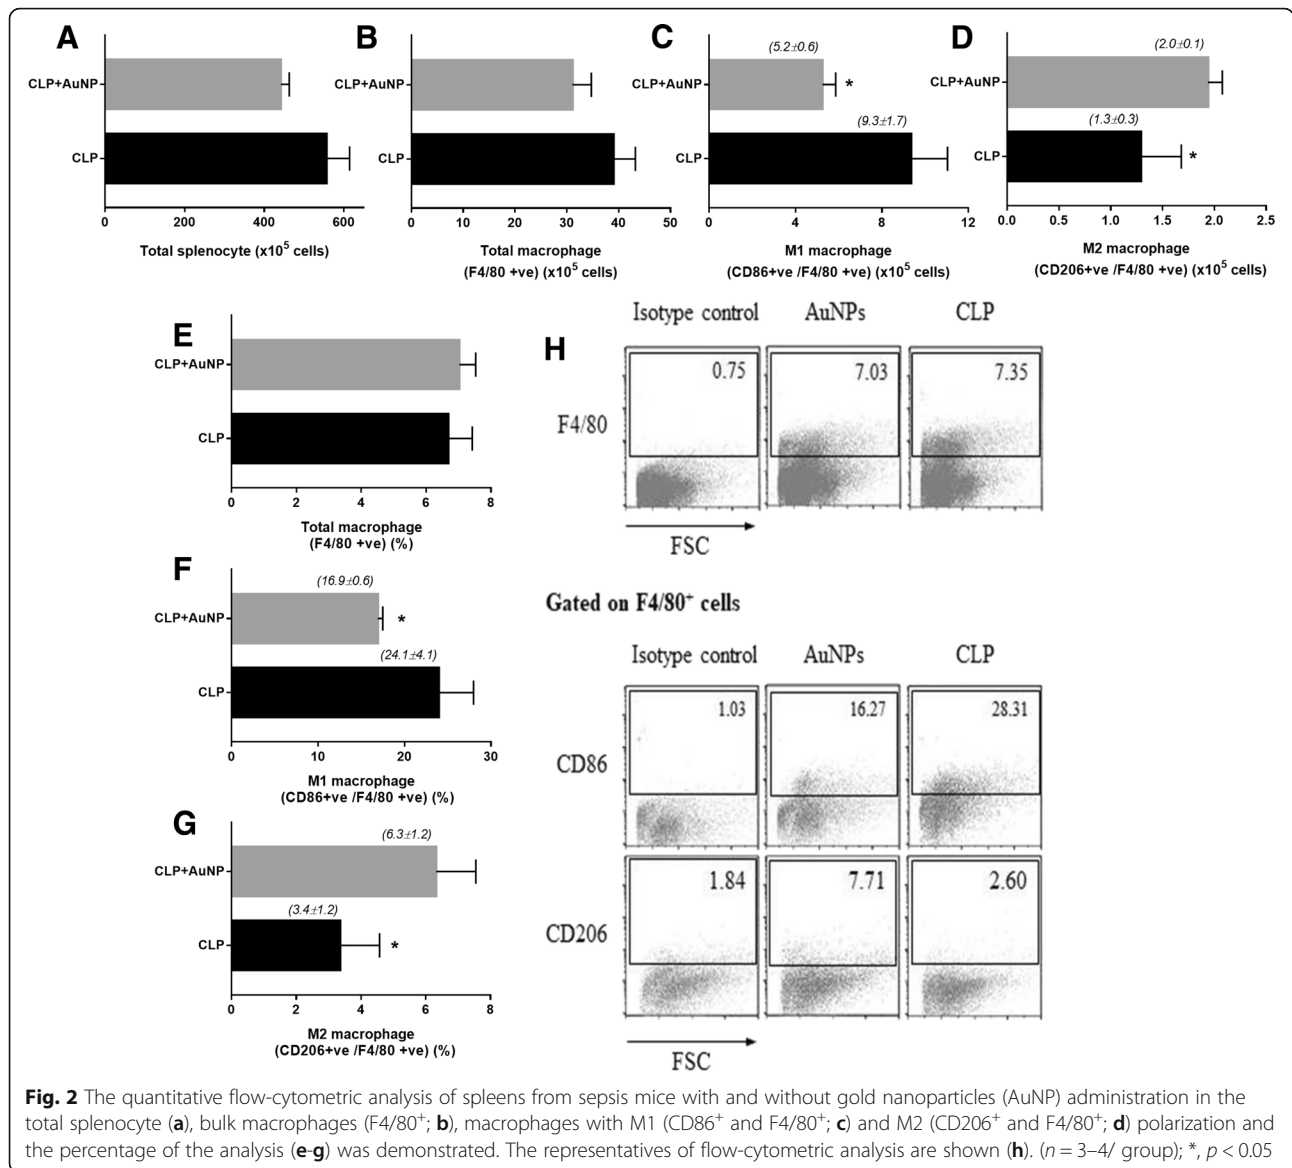 A
CLP+AuNP
CLP
0 200 400 600
Total splenocyte (x10⁵ cells)
B
CLP+AuNP
CLP
0 10 20 30 40 50
Total macrophage
(F4/80 +ve) (x10⁵ cells)
C
(5.2±0.6)
CLP+AuNP
*
(9.3±1.7)
CLP
0 4 8 12
M1 macrophage
(CD86+ve /F4/80 +ve) (x10⁵ cells)
D
(2.0±0.1)
CLP+AuNP
(1.3±0.3)
CLP
*
0.0 0.5 1.0 1.5 2.0 2.5
M2 macrophage
(CD206+ve /F4/80 +ve) (x10⁵ cells)
E
CLP+AuNP
CLP
0 2 4 6 8
Total macrophage
(F4/80 +ve) (%)
F
(16.9±0.6)
CLP+AuNP
*
(24.1±4.1)
CLP
0 10 20 30
M1 macrophage
(CD86+ve /F4/80 +ve) (%)
G
(6.3±1.2)
CLP+AuNP
(3.4±1.2)
CLP
*
0 2 4 6 8
M2 macrophage
(CD206+ve /F4/80 +ve) (%)
H
Isotype control AuNPs CLP
0.75 7.03 7.35
F4/80
FSC
Gated on F4/80⁺ cells
Isotype control AuNPs CLP
1.03 16.27 28.31
CD86
1.84 7.71 2.60
CD206
FSC
Fig. 2 The quantitative flow-cytometric analysis of spleens from sepsis mice with and without gold nanoparticles (AuNP) administration in the
total splenocyte (a), bulk macrophages (F4/80⁺; b), macrophages with M1 (CD86⁺ and F4/80⁺; c) and M2 (CD206⁺ and F4/80⁺; d) polarization and
the percentage of the analysis (e-g) was demonstrated. The representatives of flow-cytometric analysis are shown (h). (n = 3–4/ group); *, p < 0.05